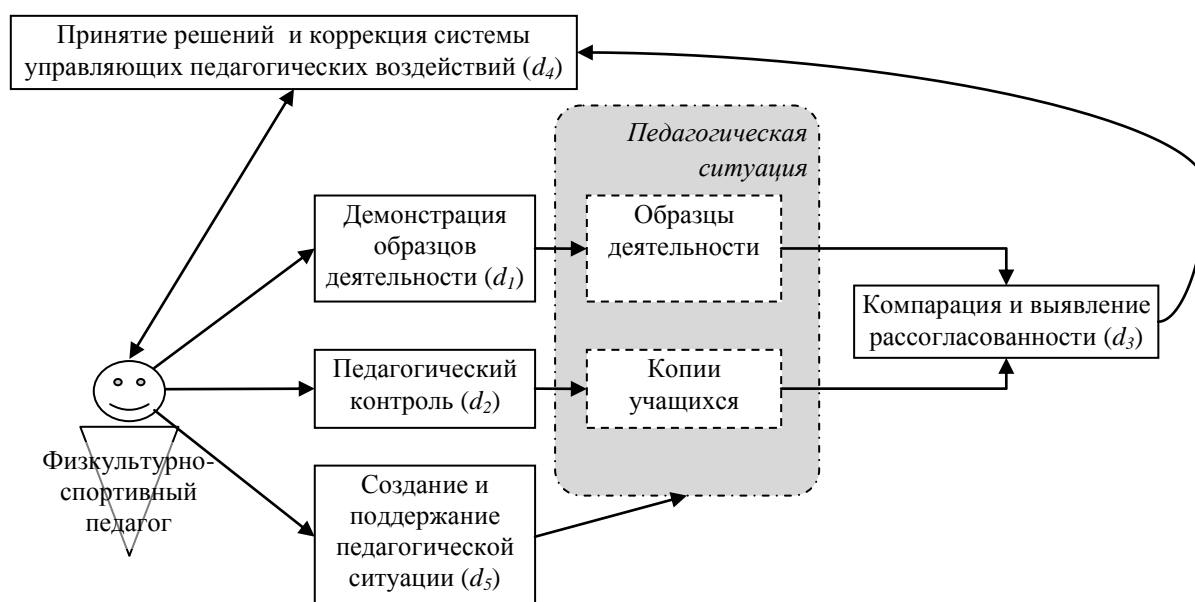 Принятие решений и коррекция системы
управляющих педагогических воздействий (d₄)
Педагогическая
ситуация
Демонстрация
образцов
деятельности (d₁)
Образцы
деятельности
Компарация и выявление
рассогласованности (d₃)
Педагогический
контроль (d₂)
Копии
учащихся
Физкультурно-
спортивный
педагог
Создание и
поддержание
педагогической
ситуации (d₅)